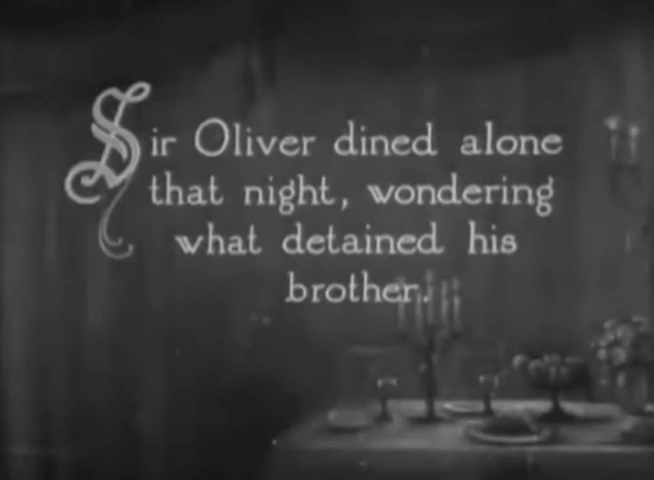 Sir Oliver dined alone
that night, wondering
what detained his
brother.